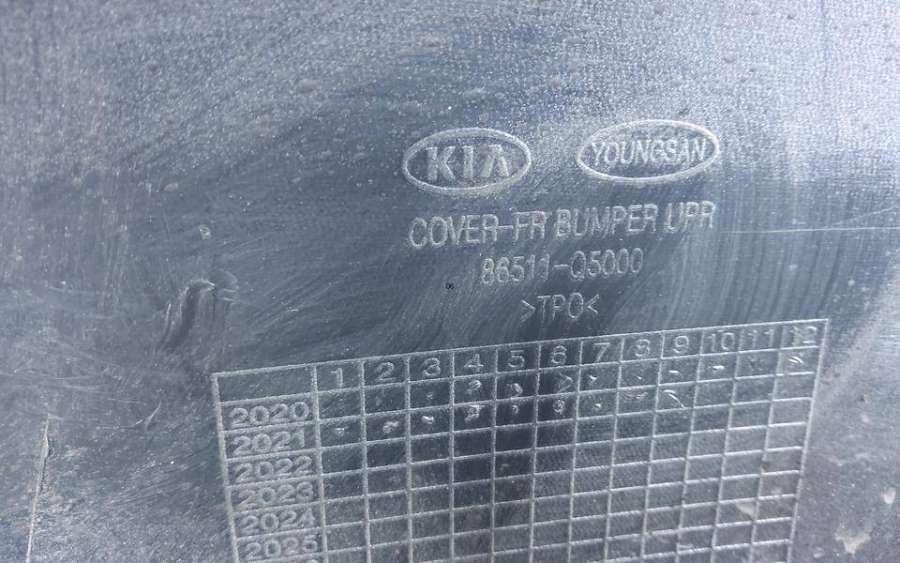 KIA YOUNGSAN
COVER-FR BUMPER UPR
86511-Q5000
>TPO<
1 2 3 4 5 6 7 8 9 10 11 12
2020
2021
2022
2023
2024
2025
06